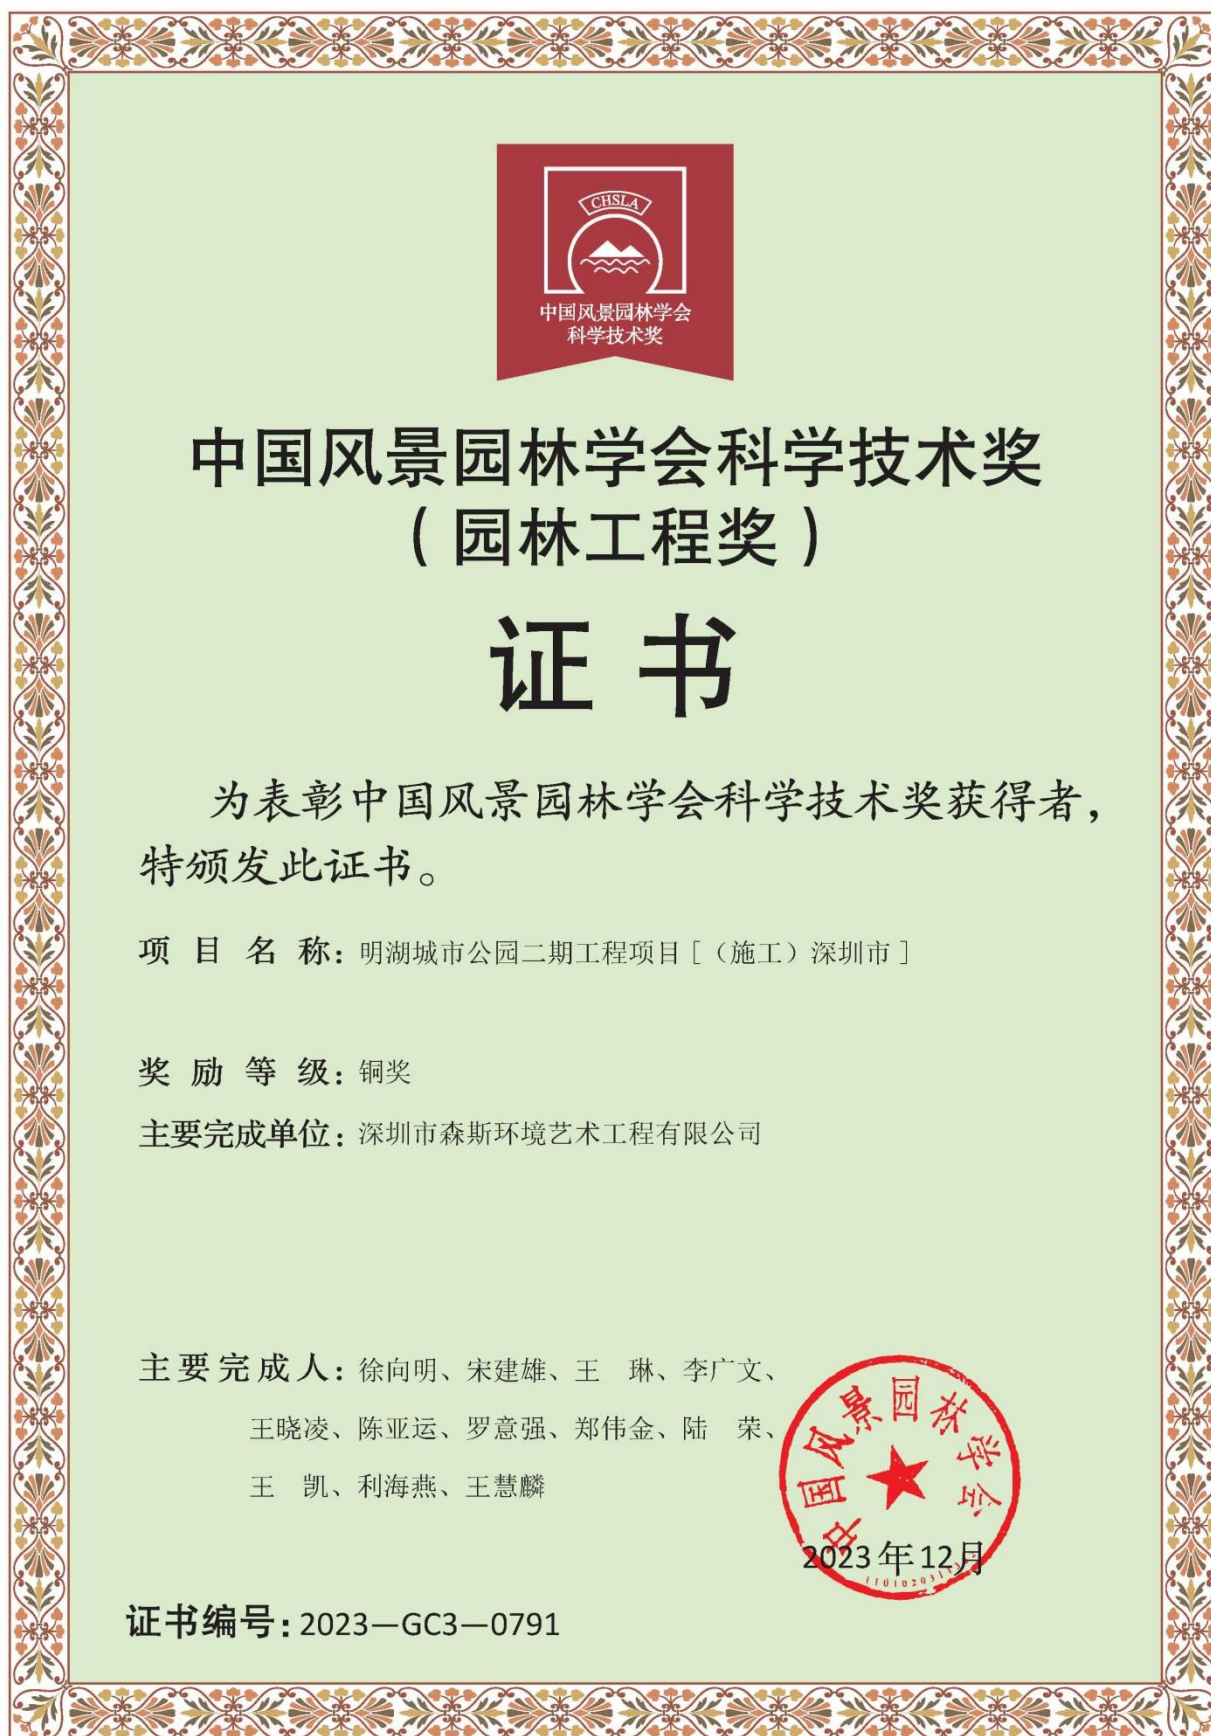 CHSLA
中国风景园林学会
科学技术奖
中国风景园林学会科学技术奖
（园林工程奖）
证书
为表彰中国风景园林学会科学技术奖获得者，
特颁发此证书。
项目名称：明湖城市公园二期工程项目［（施工）深圳市］
奖励等级：铜奖
主要完成单位：深圳市森斯环境艺术工程有限公司
主要完成人：徐向明、宋建雄、王　琳、李广文、
王晓凌、陈亚运、罗意强、郑伟金、陆　荣、
王　凯、利海燕、王慧麟
中国风景园林学会
2023年12月
证书编号：2023—GC3—0791